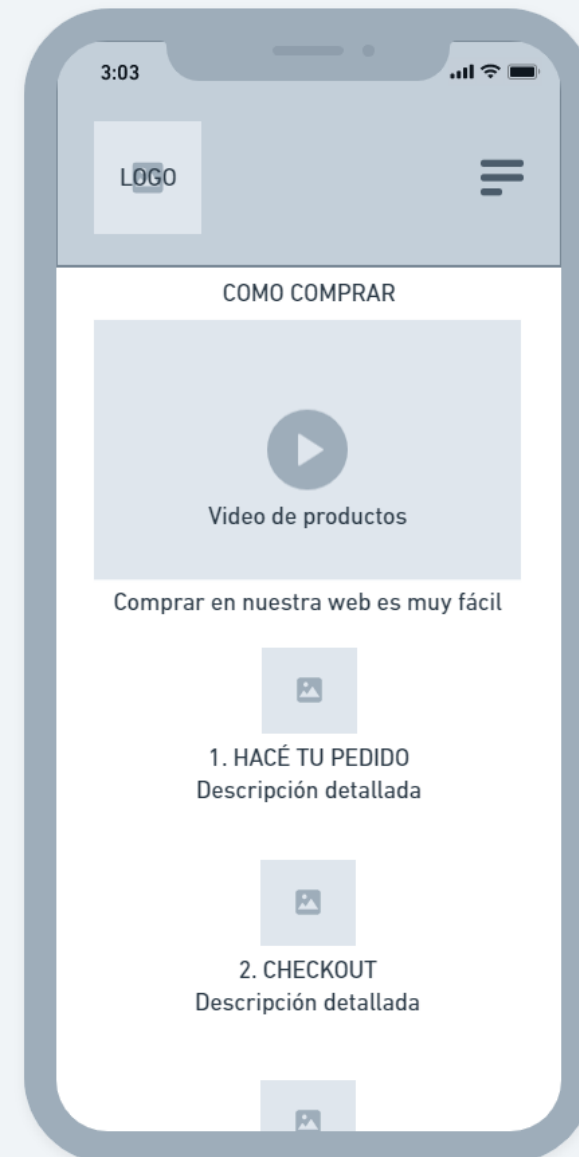 3:03
LOGO
COMO COMPRAR
Video de productos
Comprar en nuestra web es muy fácil
1. HACÉ TU PEDIDO
Descripción detallada
2. CHECKOUT
Descripción detallada